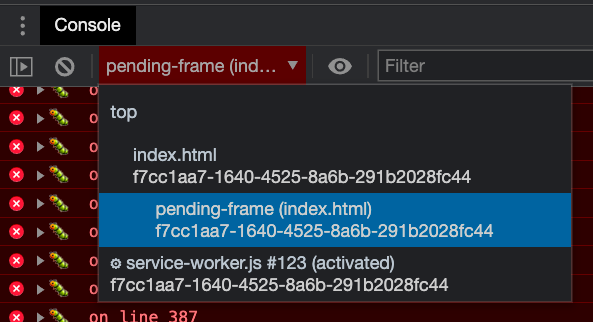 Console
pending-frame (ind…
Filter
top
index.html
f7cc1aa7-1640-4525-8a6b-291b2028fc44
pending-frame (index.html)
f7cc1aa7-1640-4525-8a6b-291b2028fc44
service-worker.js #123 (activated)
f7cc1aa7-1640-4525-8a6b-291b2028fc44
on line 387